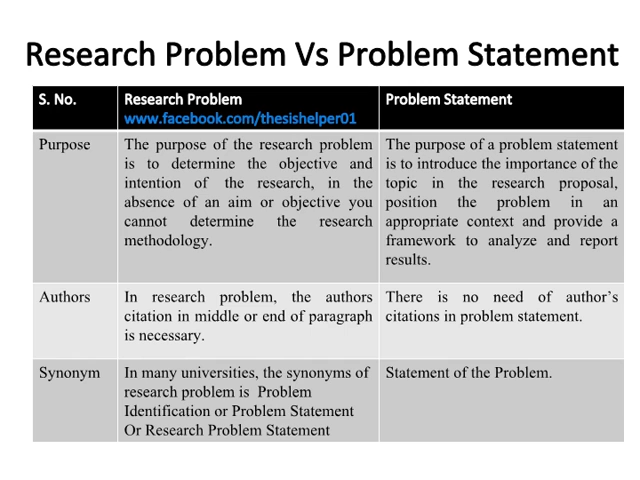 Research Problem Vs Problem Statement
S. No.
Research Problem
www.facebook.com/thesishelper01
Problem Statement
Purpose
The purpose of the research problem
is to determine the objective and
intention of the research, in the
absence of an aim or objective you
cannot determine the research
methodology.
The purpose of a problem statement
is to introduce the importance of the
topic in the research proposal,
position the problem in an
appropriate context and provide a
framework to analyze and report
results.
Authors
In research problem, the authors
citation in middle or end of paragraph
is necessary.
There is no need of author's
citations in problem statement.
Synonym
In many universities, the synonyms of
research problem is Problem
Identification or Problem Statement
Or Research Problem Statement
Statement of the Problem.